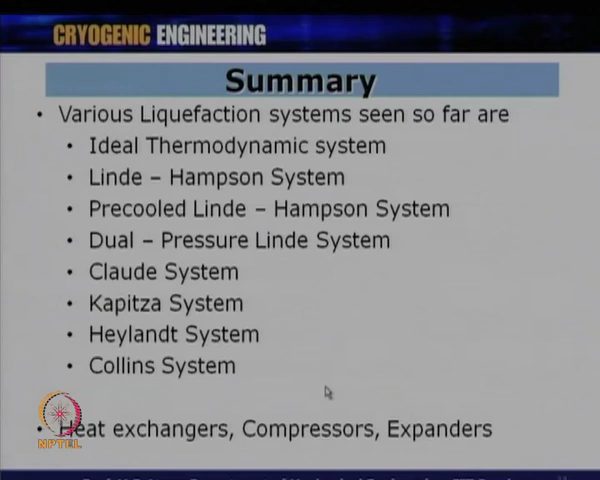 CRYOGENIC ENGINEERING
Summary
• Various Liquefaction systems seen so far are
• Ideal Thermodynamic system
• Linde – Hampson System
• Precooled Linde – Hampson System
• Dual – Pressure Linde System
• Claude System
• Kapitza System
• Heylandt System
• Collins System
• Heat exchangers, Compressors, Expanders
NPTEL